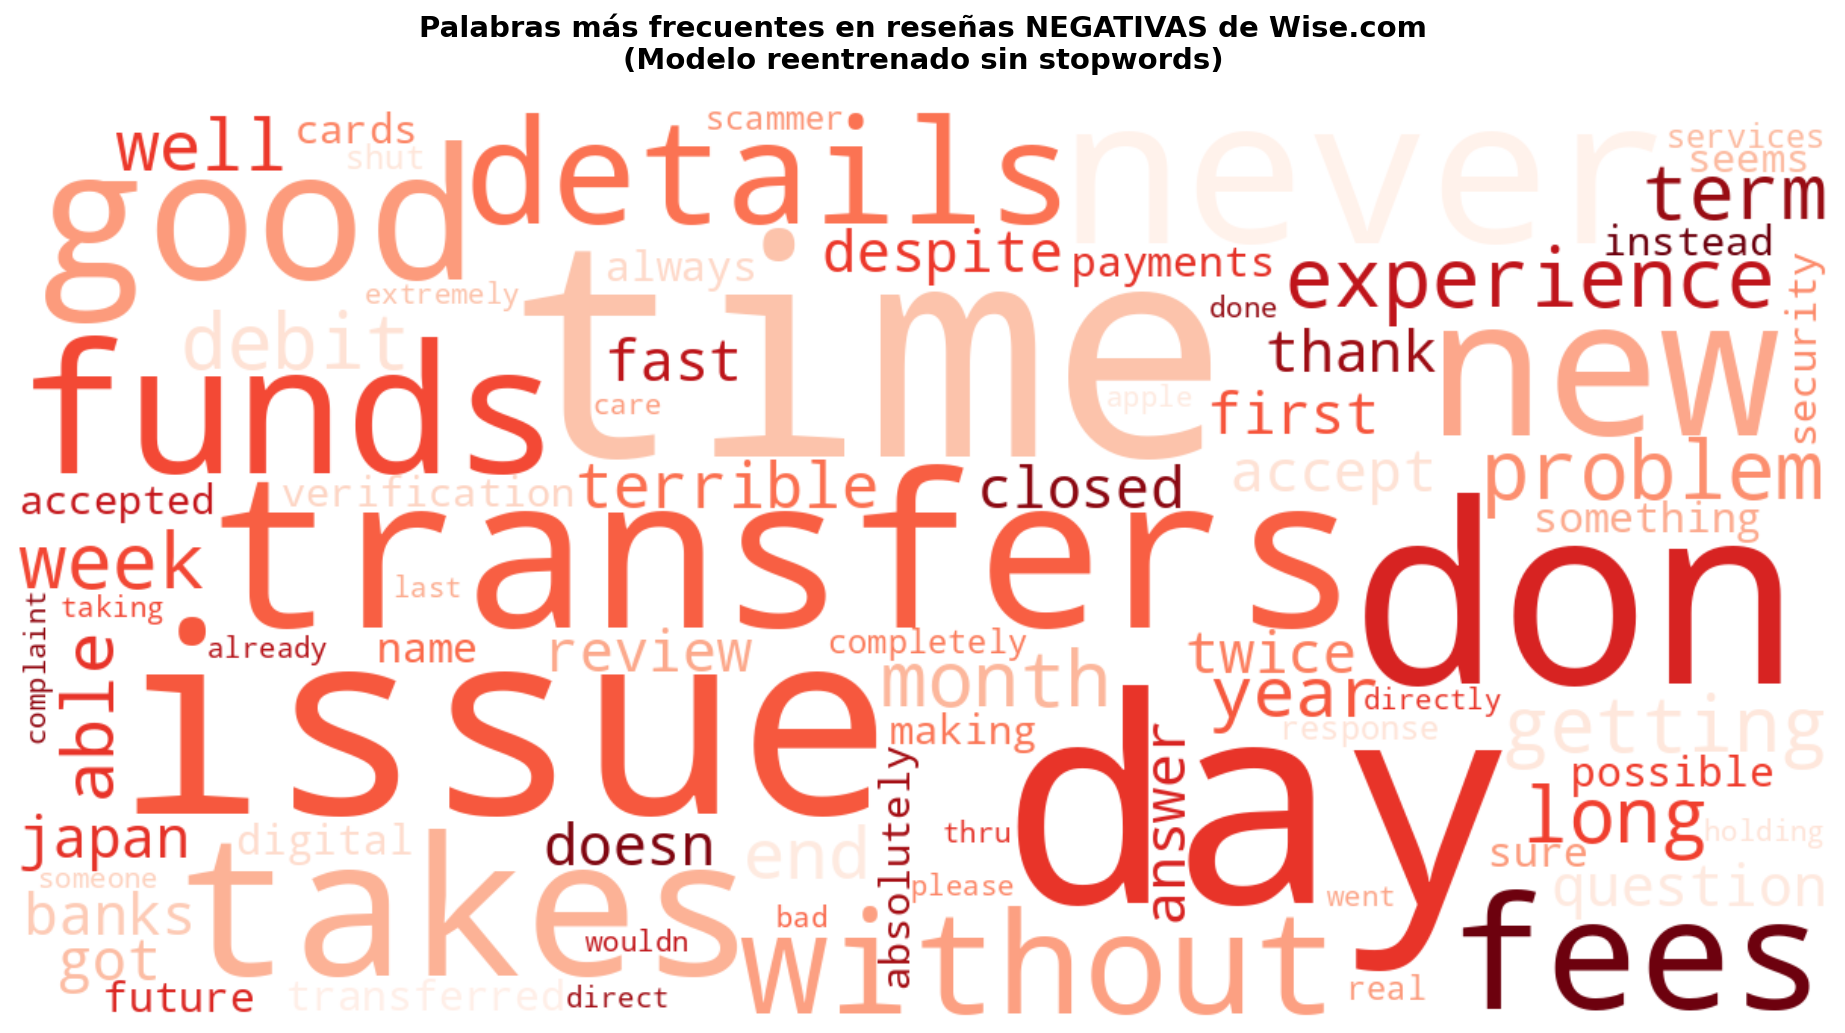 Palabras más frecuentes en reseñas NEGATIVAS de Wise.com
(Modelo reentrenado sin stopwords)
well
cards
shut
scammer
details
never
services
seems
good
term
despite
always
payments
instead
experience
extremely
time
done
security
debit
funds
fast
thank
new
care
apple
first
verification
terrible
closed
accept
problem
accepted
something
transfers
don
week
last
taking
complaint
able
already
name
review
completely
month
twice
year
directly
issue
making
response
getting
absolutely
day
answer
possible
long
holding
japan
digital
doesn
end
thru
sure
someone
takes
please
question
banks
bad
went
got
wouldn
without
fees
future
transferred
direct
real